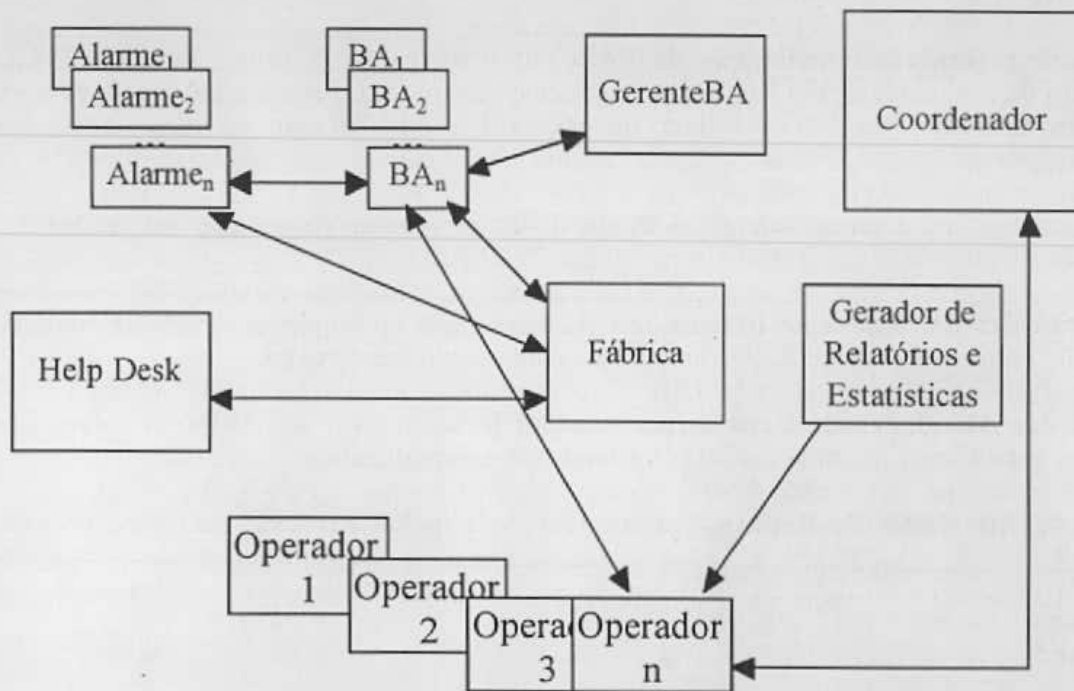 Alarme₁
Alarme₂
...
Alarmeₙ
BA₁
BA₂
...
BAₙ
GerenteBA
Coordenador
Help Desk
Fábrica
Gerador de
Relatórios e
Estatísticas
Operador
1
Operador
2
Opera
3
Operador
n